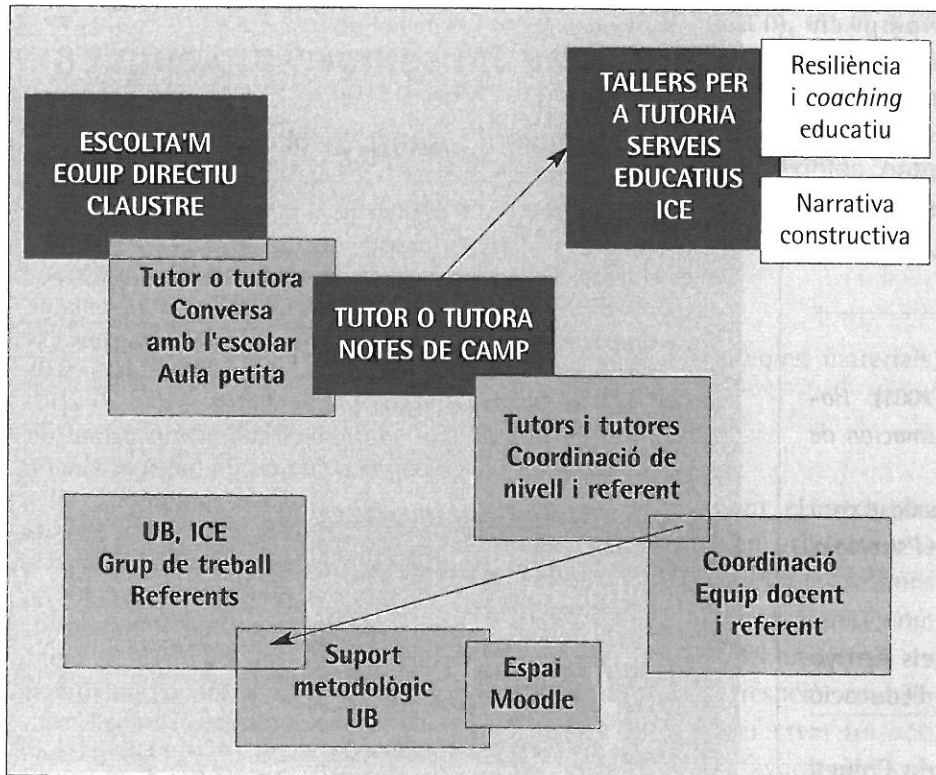 TALLERS PER
A TUTORIA
SERVEIS
EDUCATIUS
ICE
Resiliència
i coaching
educatiu
Narrativa
constructiva
ESCOLTA'M
EQUIP DIRECTIU
CLAUSTRE
Tutor o tutora
Conversa
amb l'escolar
Aula petita
TUTOR O TUTORA
NOTES DE CAMP
Tutors i tutores
Coordinació de
nivell i referent
UB, ICE
Grup de treball
Referents
Coordinació
Equip docent
i referent
Suport
metodològic
UB
Espai
Moodle